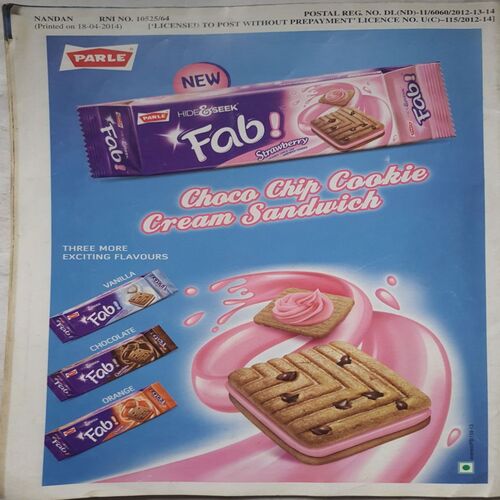 NANDAN RNI NO. 10525/64 POSTAL REG. NO. DL(ND)-11/6060/2012-13-14
(Printed on 18-04-2014) ['LICENSED TO POST WITHOUT PREPAYMENT' LICENCE NO. U(C)-115/2012-14]
PARLE
NEW
PARLE
HIDE & SEEK
Fab!
Strawberry
Fab!
Choco Chip Cookie
Cream Sandwich
THREE MORE
EXCITING FLAVOURS
VANILLA
Fab!
CHOCOLATE
Fab!
ORANGE
Fab!